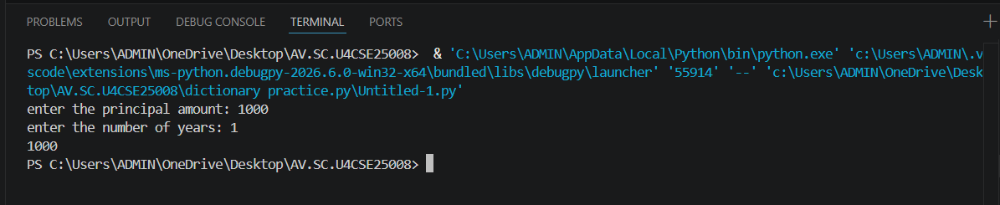 PROBLEMS OUTPUT DEBUG CONSOLE TERMINAL PORTS
PS C:\Users\ADMIN\OneDrive\Desktop\AV.SC.U4CSE25008>  & 'C:\Users\ADMIN\AppData\Local\Python\bin\python.exe' 'c:\Users\ADMIN\.v
scode\extensions\ms-python.debugpy-2026.6.0-win32-x64\bundled\libs\debugpy\launcher' '55914' '--' 'c:\Users\ADMIN\OneDrive\Desk
top\AV.SC.U4CSE25008\dictionary practice.py\Untitled-1.py'
enter the principal amount: 1000
enter the number of years: 1
1000
PS C:\Users\ADMIN\OneDrive\Desktop\AV.SC.U4CSE25008>